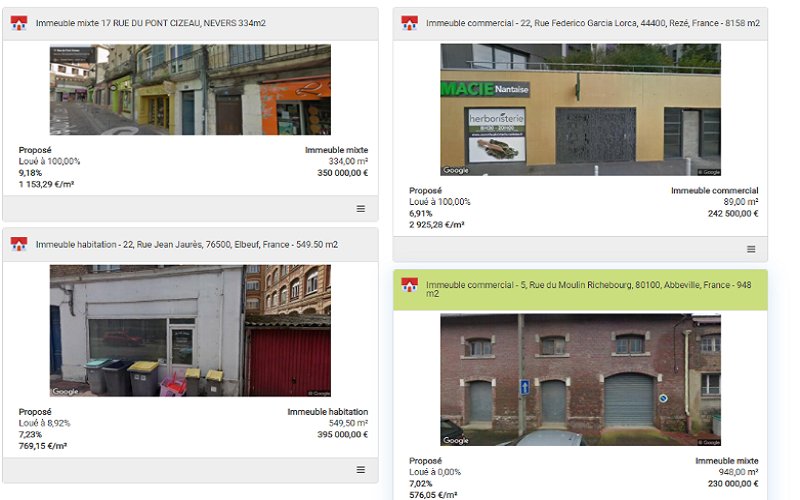 Immeuble mixte 17 RUE DU PONT CIZEAU, NEVERS 334m2
Proposé
Immeuble mixte
Loué à 100,00%
334,00 m²
9,18%
350 000,00 €
1 153,29 €/m²
Immeuble habitation - 22, Rue Jean Jaurès, 76500, Elbeuf, France - 549.50 m2
Google
© Google
Proposé
Immeuble habitation
Loué à 8,92%
549,50 m²
7,23%
395 000,00 €
769,15 €/m²
Immeuble commercial - 22, Rue Federico Garcia Lorca, 44400, Rezé, France - 8158 m2
MACIE Nantaise
herboristerie
8H30 - 20H00
Google
© Google
Proposé
Immeuble commercial
Loué à 100,00%
89,00 m²
6,91%
242 500,00 €
2 925,28 €/m²
Immeuble commercial - 5, Rue du Moulin Richebourg, 80100, Abbeville, France - 948
m2
Google
© Google
Proposé
Immeuble mixte
Loué à 0,00%
948,00 m²
7,02%
230 000,00 €
576,05 €/m²